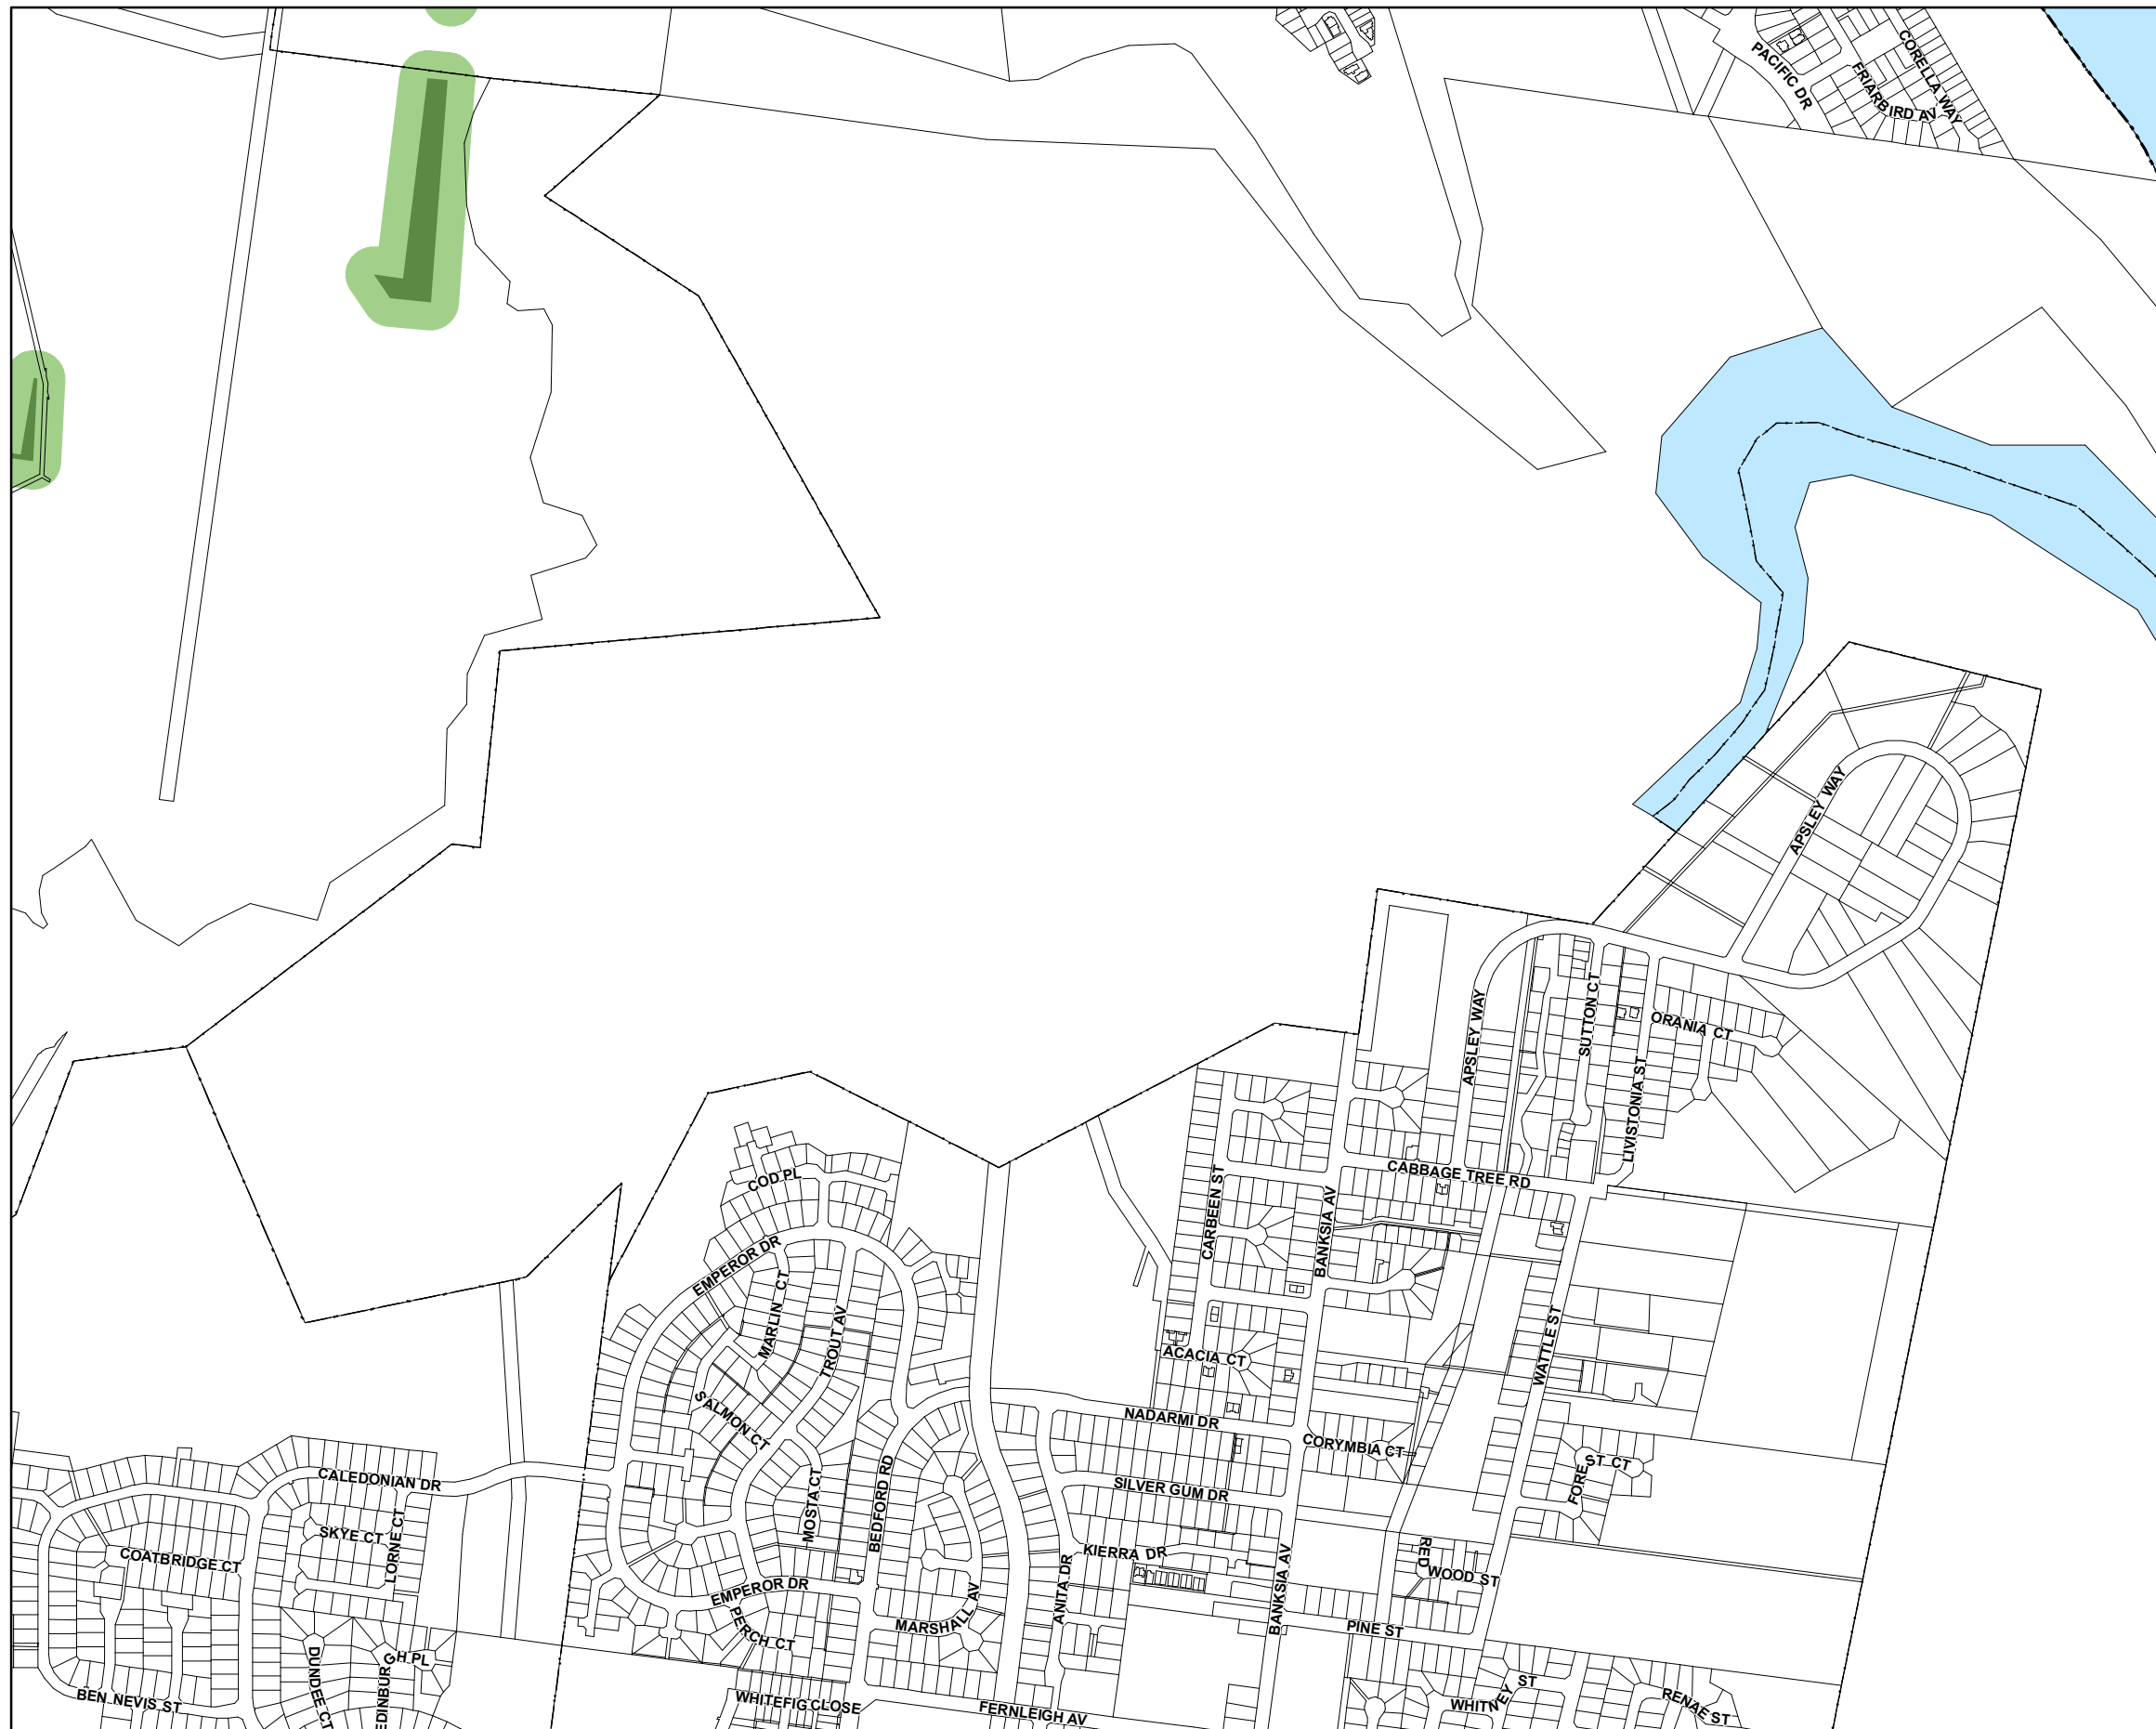 CORELLA WAY
PACIFIC DR
FRIARBIRD AV
APSLEY WAY
APSLEY WAY
SUTTON CT
ORANIA CT
LIVISTONIA ST
CABBAGE TREE RD
CARBEEN ST
BANKSIA AV
COD PL
EMPEROR DR
MARLIN CT
TROUT AV
WATTLE ST
ACACIA CT
SALMON CT
NADARMI DR
CORYMBIA CT
CALEDONIAN DR
MOSTA CT
BEDFORD RD
SILVER GUM DR
FOREST CT
SKYE CT
LORNE CT
COATBRIDGE CT
KIERRA DR
RED
WOOD ST
EMPEROR DR
ANITA DR
BANKSIA AV
PERCH CT
MARSHALL AV
PINE ST
DUNDEE CT
EDINBURGH PL
BEN NEVIS ST
WHITEFIG CLOSE
FERNLEIGH AV
WHITNEY ST
RENAE ST